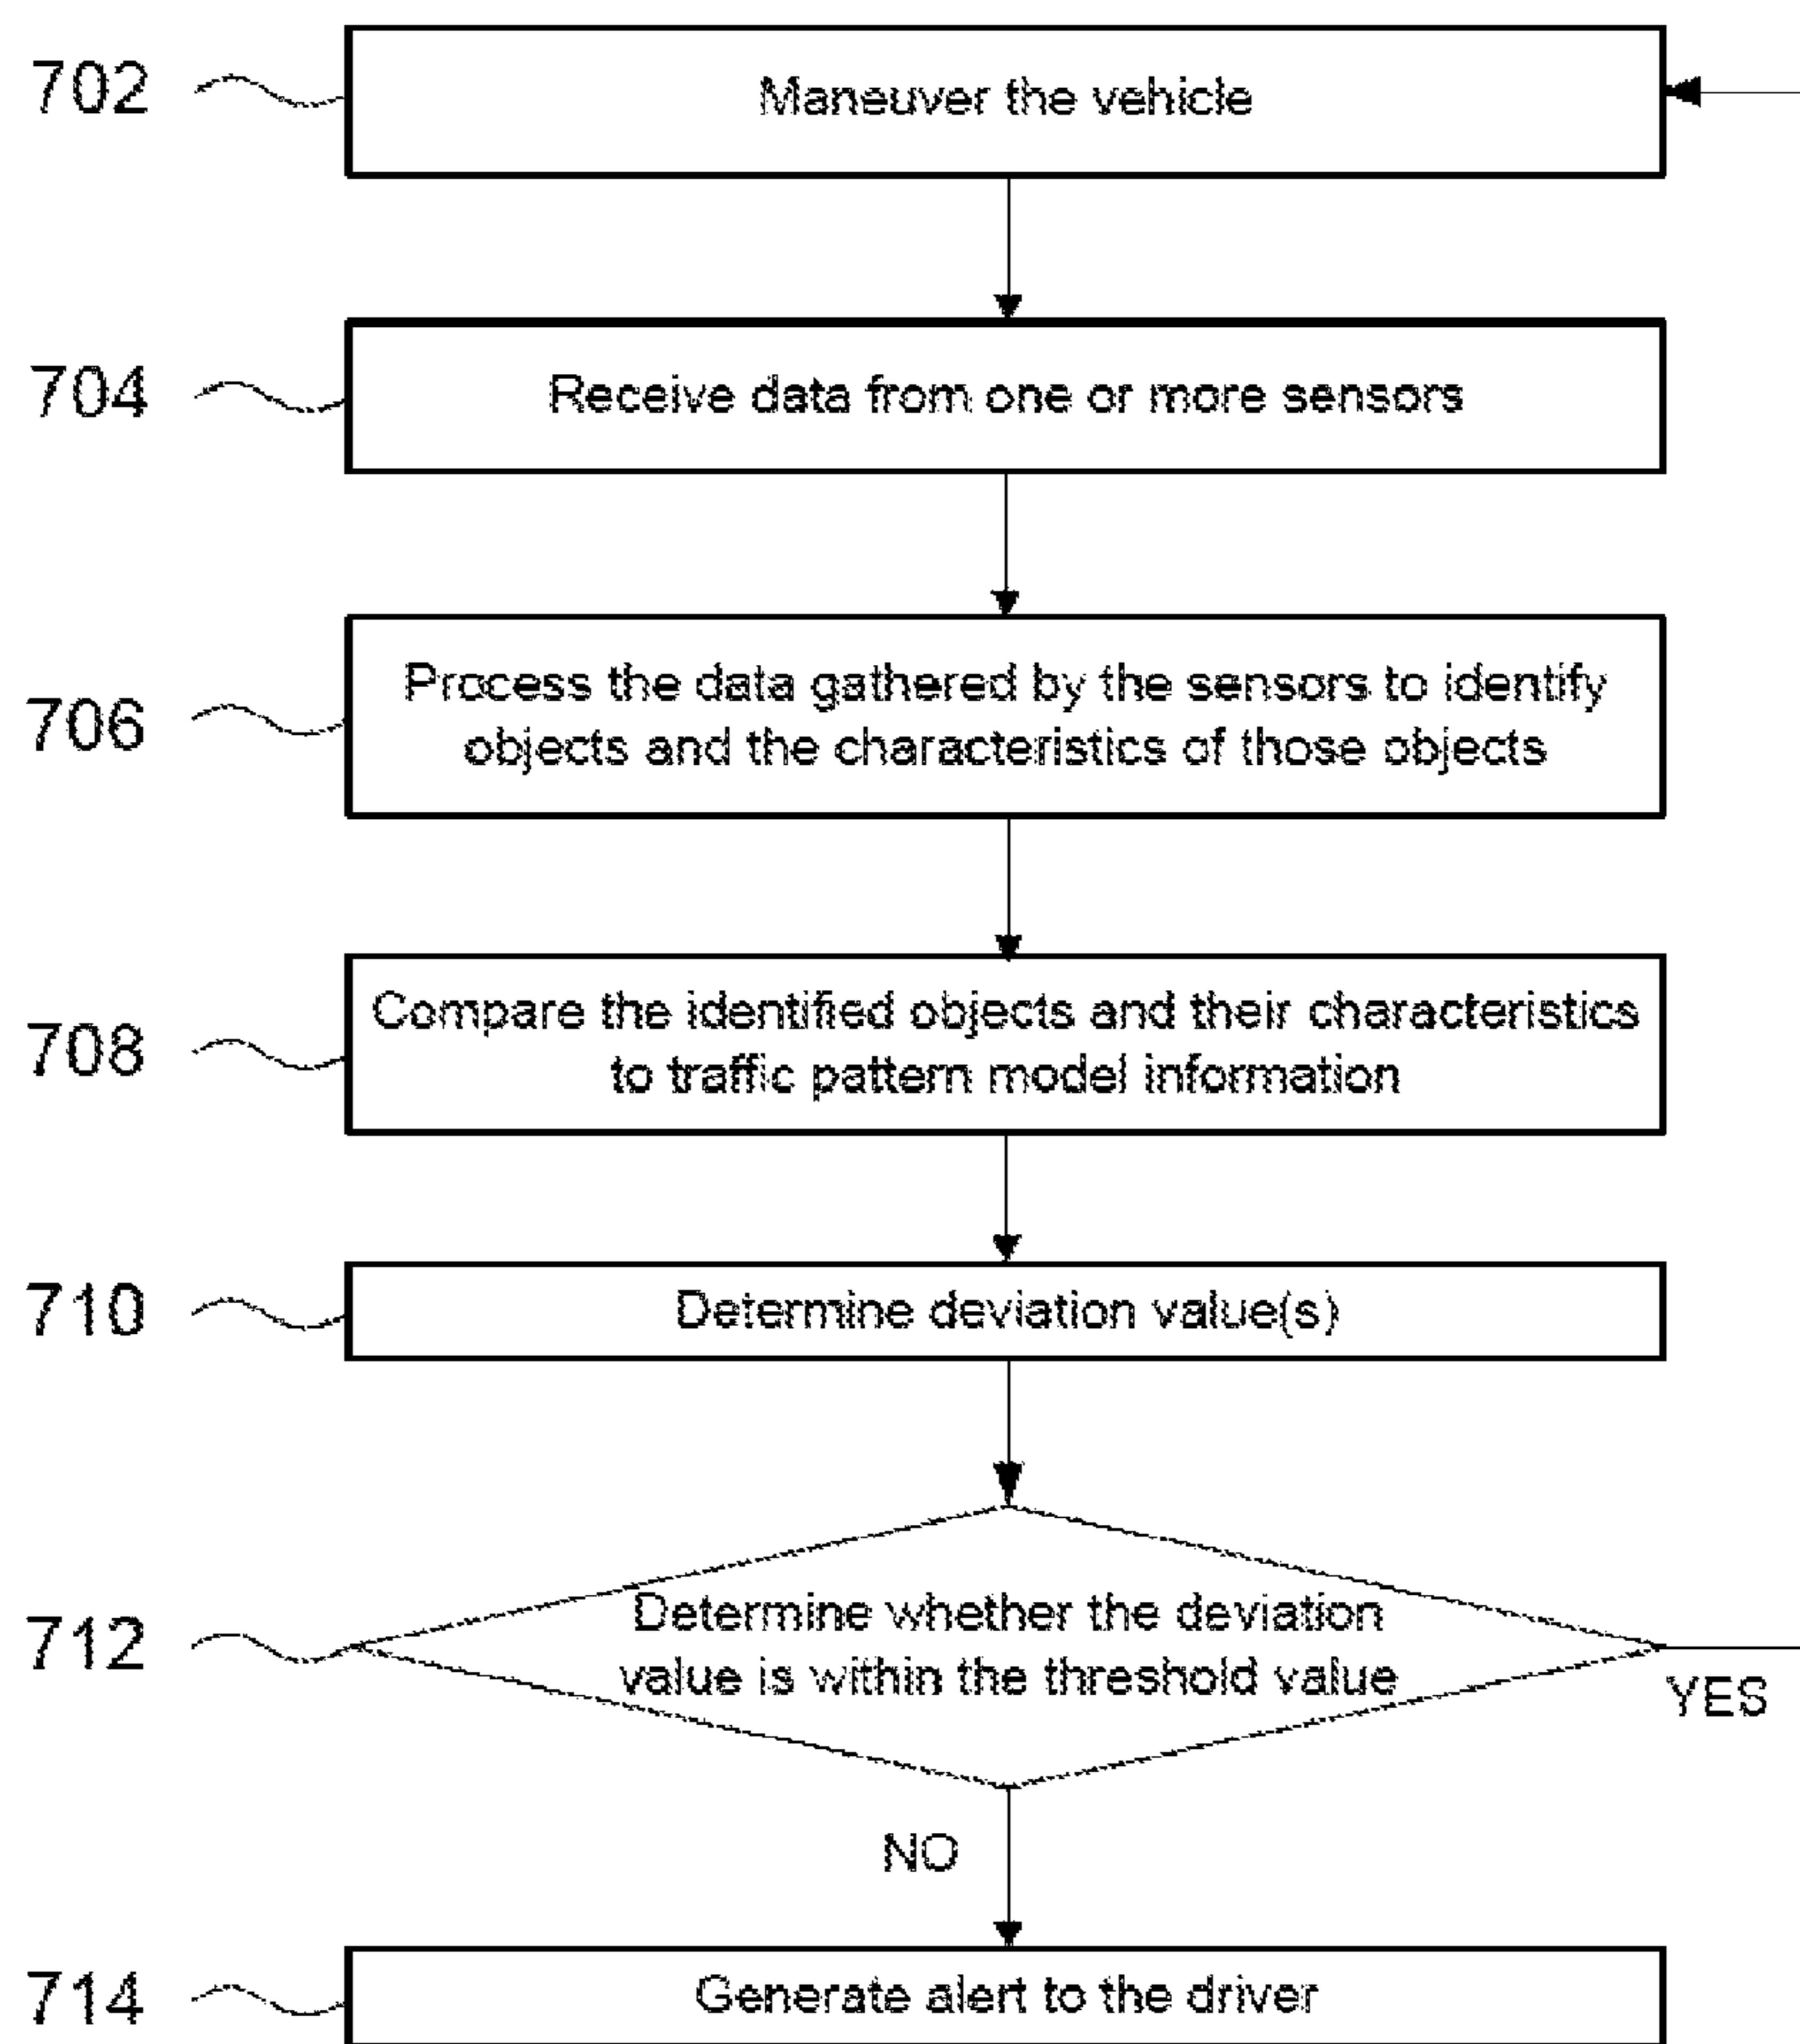 702
Maneuver the vehicle
704
Receive data from one or more sensors
706
Process the data gathered by the sensors to identify
objects and the characteristics of those objects
708
Compare the identified objects and their characteristics
to traffic pattern model information
710
Determine deviation value(s)
712
Determine whether the deviation
value is within the threshold value
YES
NO
714
Generate alert to the driver